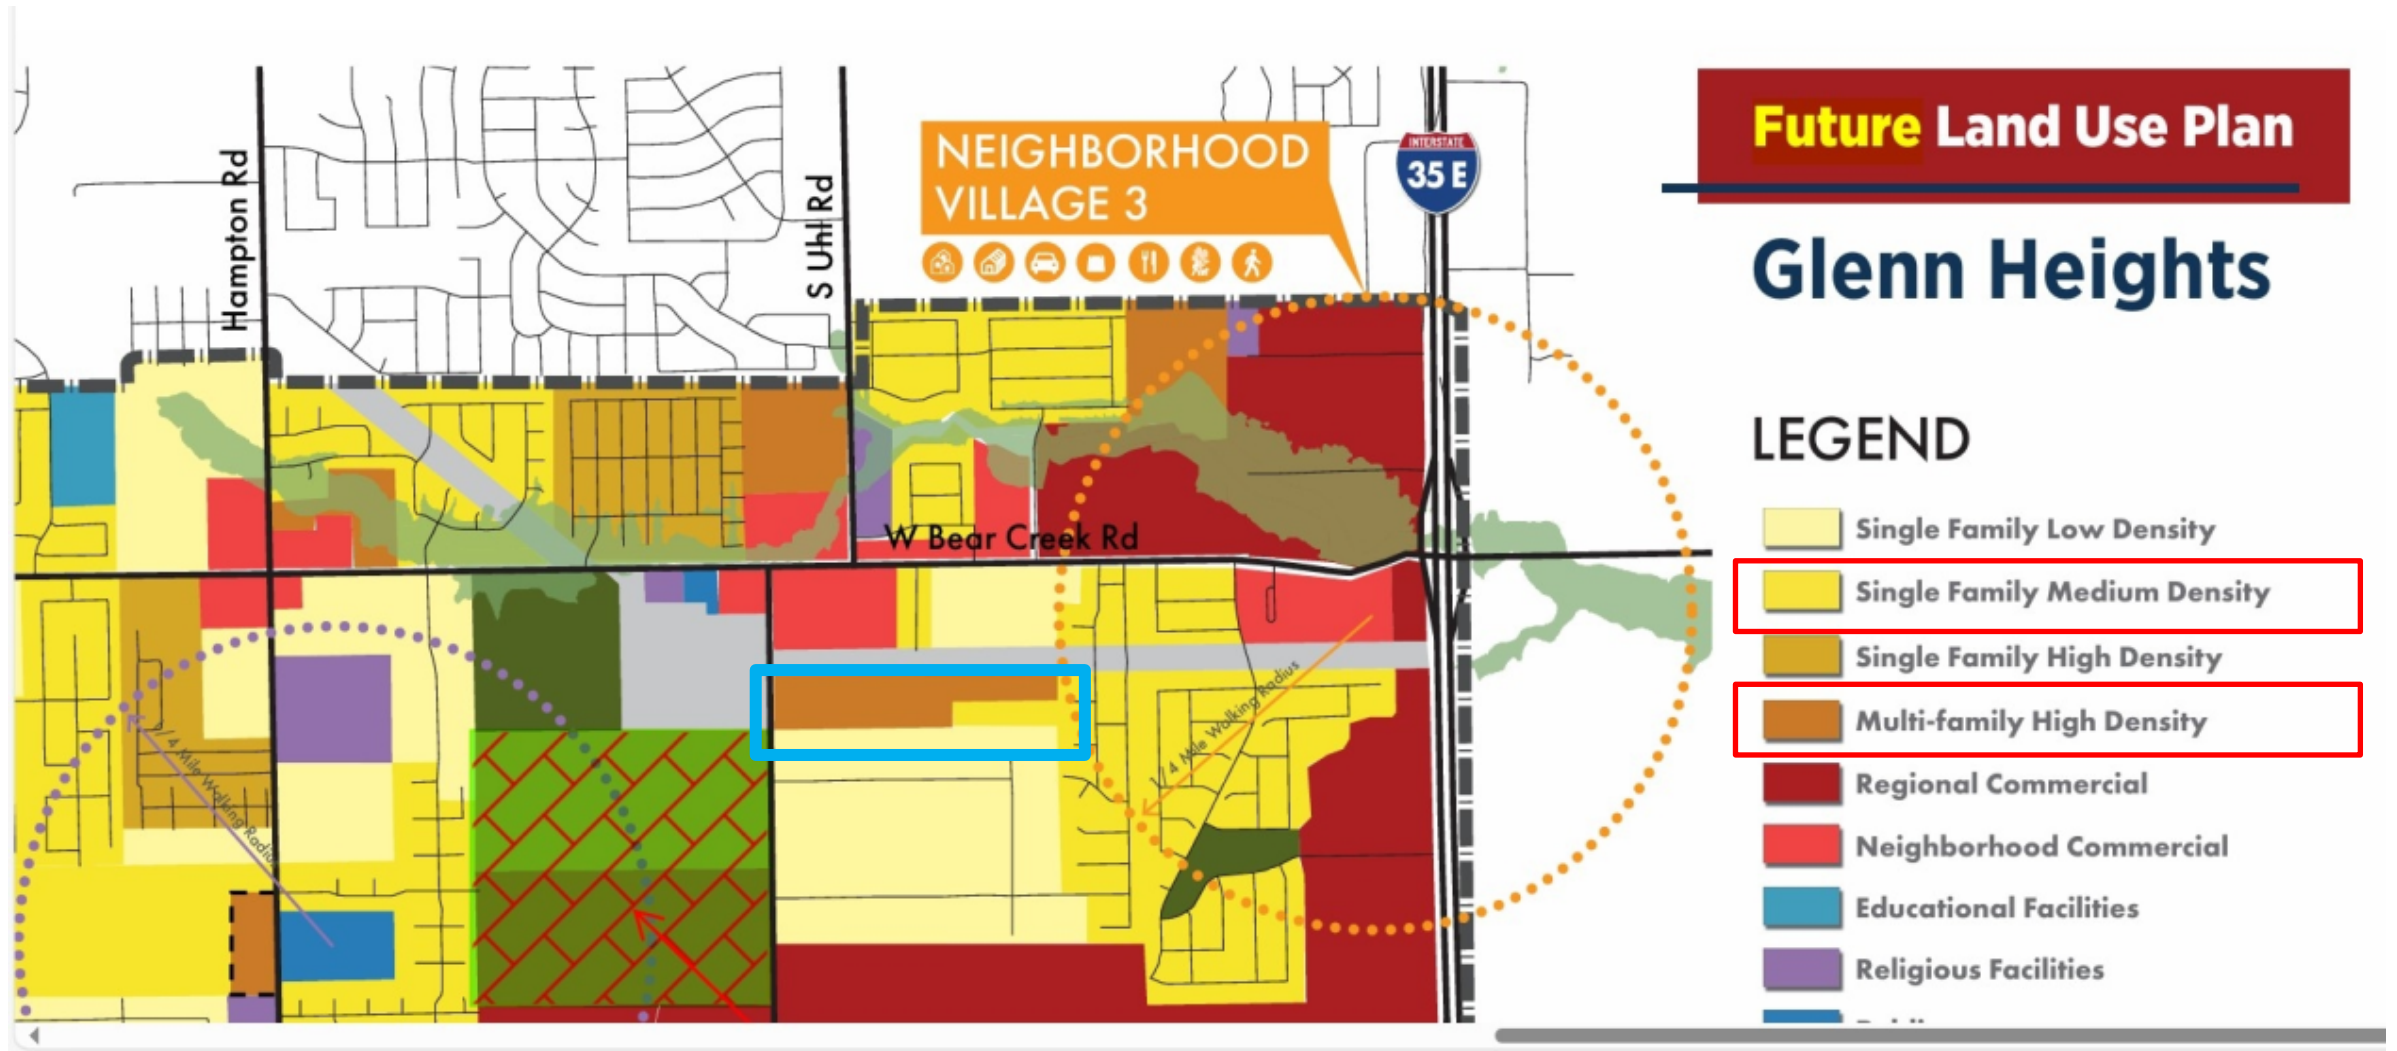 Future Land Use Plan
Glenn Heights
NEIGHBORHOOD
VILLAGE 3
INTERSTATE
35 E
Hampton Rd
S Uhl Rd
W Bear Creek Rd
1/4 Mile Walking Radius
1/4 Mile Walking Radius
LEGEND
Single Family Low Density
Single Family Medium Density
Single Family High Density
Multi-family High Density
Regional Commercial
Neighborhood Commercial
Educational Facilities
Religious Facilities